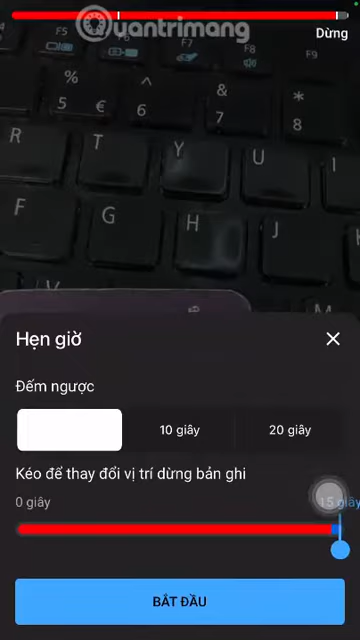 Quantrimang
Dừng
F5 F6 F7 F8 F9
% ^ & *
5 € 6 7 8
R T Y U I
F G H J
V M
Hẹn giờ
Đếm ngược
10 giây 20 giây
Kéo để thay đổi vị trí dừng bản ghi
0 giây 15 giây
BẮT ĐẦU